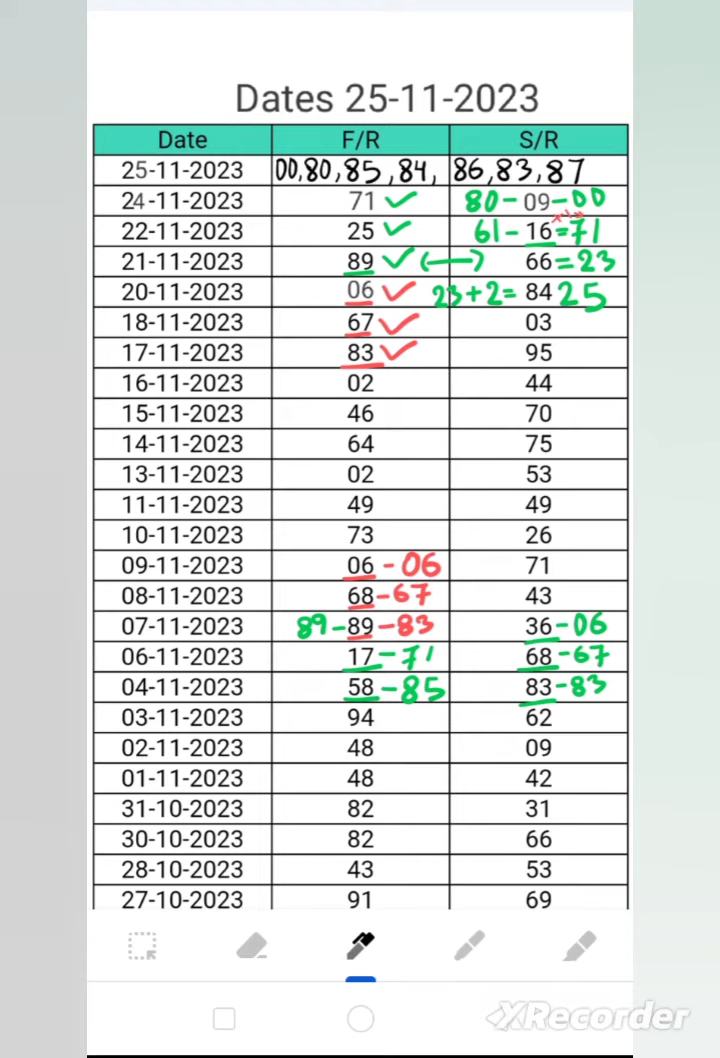 Dates 25-11-2023
Date F/R S/R
25-11-2023 00,80,85,84, 86,83,87
24-11-2023 71 80-09-00
22-11-2023 25 61-16=71
21-11-2023 89 66=23
20-11-2023 06 23+2= 84 25
18-11-2023 67 03
17-11-2023 83 95
16-11-2023 02 44
15-11-2023 46 70
14-11-2023 64 75
13-11-2023 02 53
11-11-2023 49 49
10-11-2023 73 26
09-11-2023 06-06 71
08-11-2023 68-67 43
07-11-2023 89-89-83 36-06
06-11-2023 17-71 68-67
04-11-2023 58-85 83-83
03-11-2023 94 62
02-11-2023 48 09
01-11-2023 48 42
31-10-2023 82 31
30-10-2023 82 66
28-10-2023 43 53
27-10-2023 91 69
XRecorder